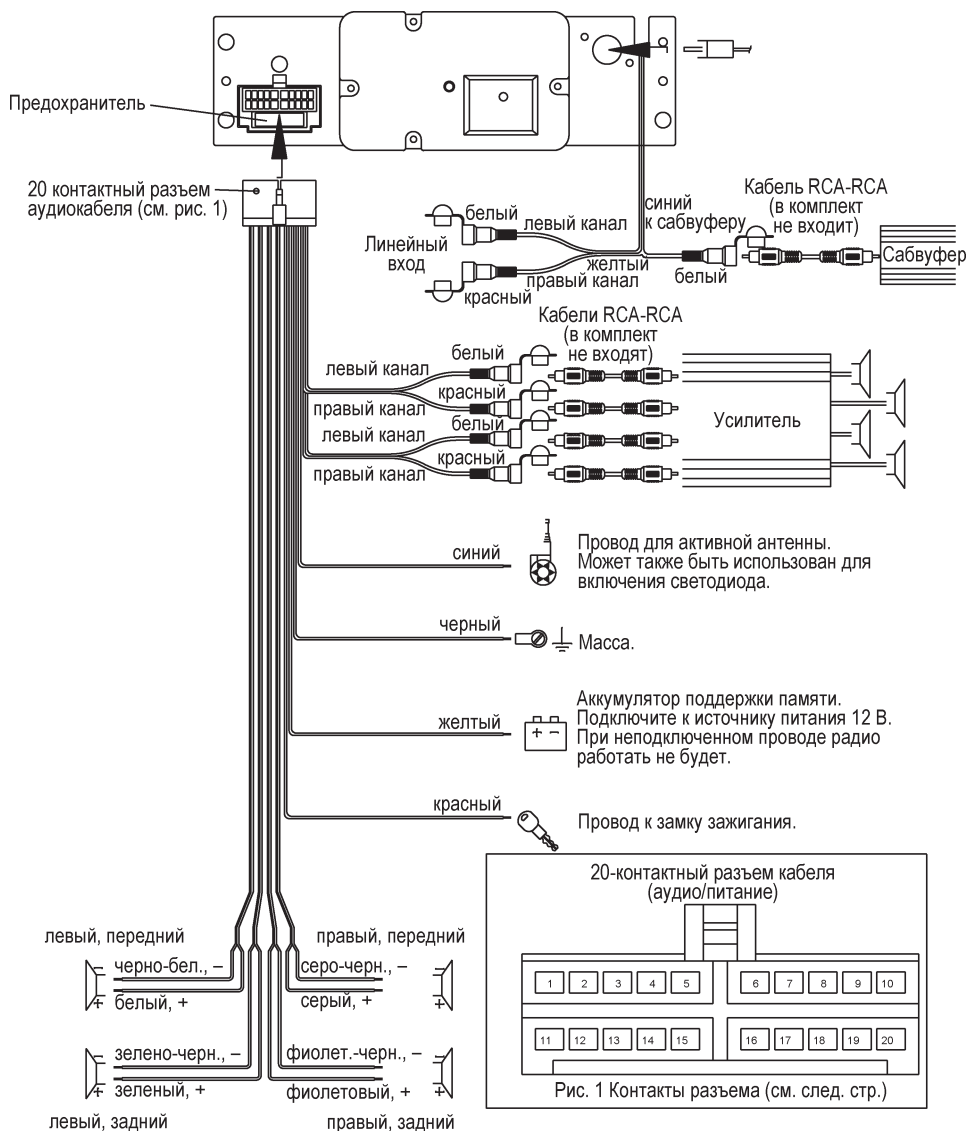 Предохранитель
20 контактный разъем
аудиокабеля (см. рис. 1)
белый
левый канал
Линейный
вход
желтый
правый канал
красный
синий
к сабвуферу
белый
Кабель RCA-RCA
(в комплект
не входит)
Сабвуфер
Кабели RCA-RCA
(в комплект
не входят)
белый
левый канал
красный
правый канал
белый
левый канал
красный
правый канал
Усилитель
синий
Провод для активной антенны.
Может также быть использован для
включения светодиода.
черный
Масса.
желтый
+ −
Аккумулятор поддержки памяти.
Подключите к источнику питания 12 В.
При неподключенном проводе радио
работать не будет.
красный
Провод к замку зажигания.
левый, передний
− черно-бел., −
+ белый, +
правый, передний
серо-черн., − −
серый, + +
− зелено-черн., −
+ зеленый, +
левый, задний
фиолет.-черн., − −
фиолетовый, + +
правый, задний
20-контактный разъем кабеля
(аудио/питание)
1 2 3 4 5 6 7 8 9 10
11 12 13 14 15 16 17 18 19 20
Рис. 1 Контакты разъема (см. след. стр.)